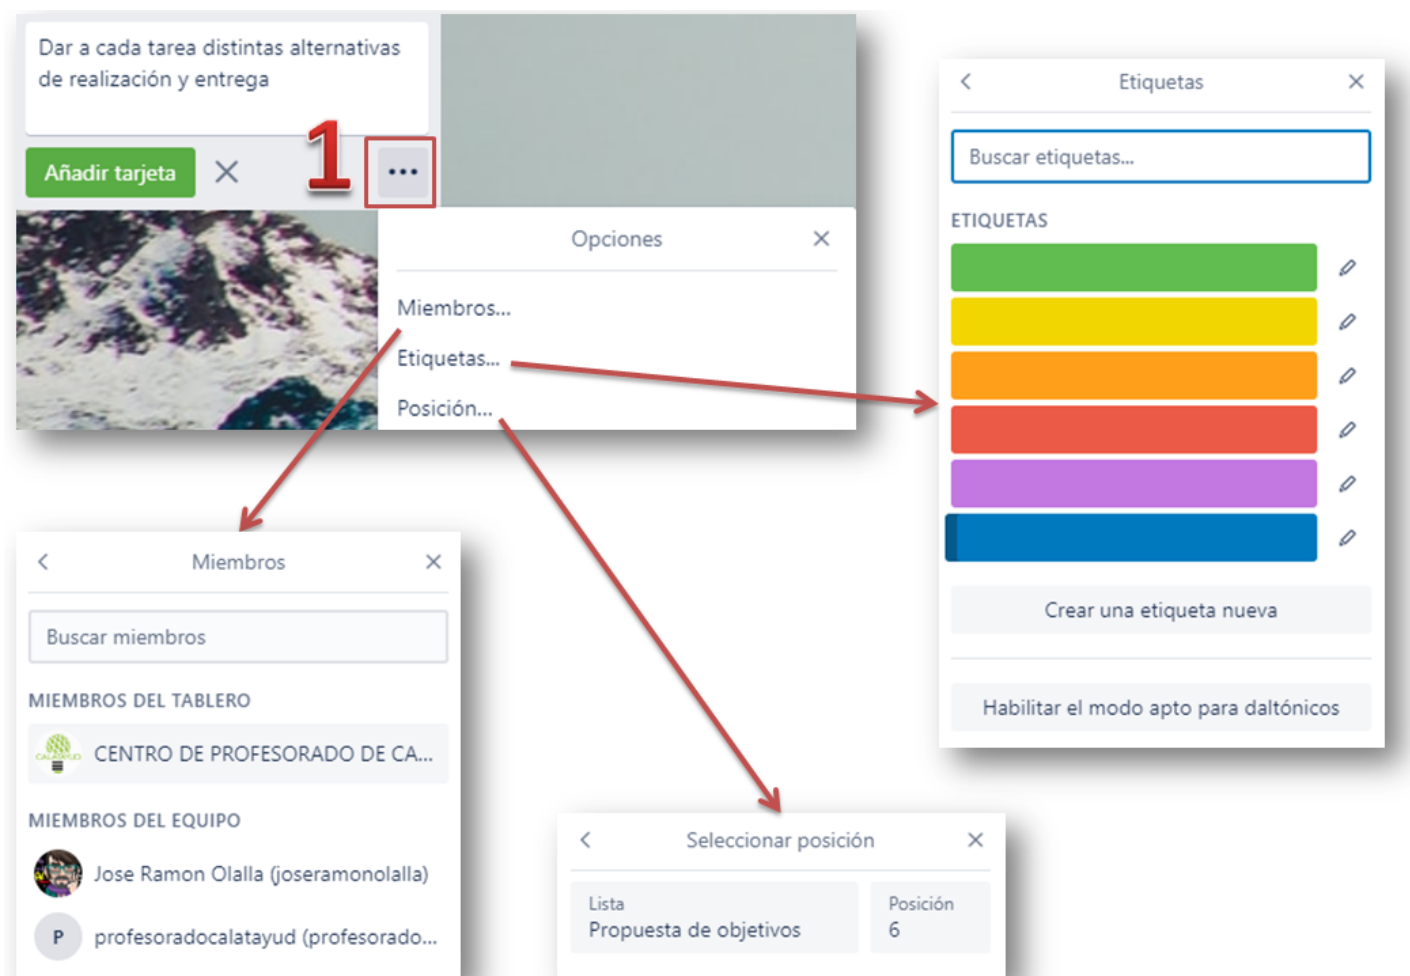 Dar a cada tarea distintas alternativas
de realización y entrega
Añadir tarjeta
1
Opciones
Miembros...
Etiquetas...
Posición...
Etiquetas
Buscar etiquetas...
ETIQUETAS
Crear una etiqueta nueva
Habilitar el modo apto para daltónicos
Miembros
Buscar miembros
MIEMBROS DEL TABLERO
CALATAYUD
CENTRO DE PROFESORADO DE CA...
MIEMBROS DEL EQUIPO
Jose Ramon Olalla (joseramonolalla)
P
profesoradocalatayud (profesorado...
Seleccionar posición
Lista
Propuesta de objetivos
Posición
6